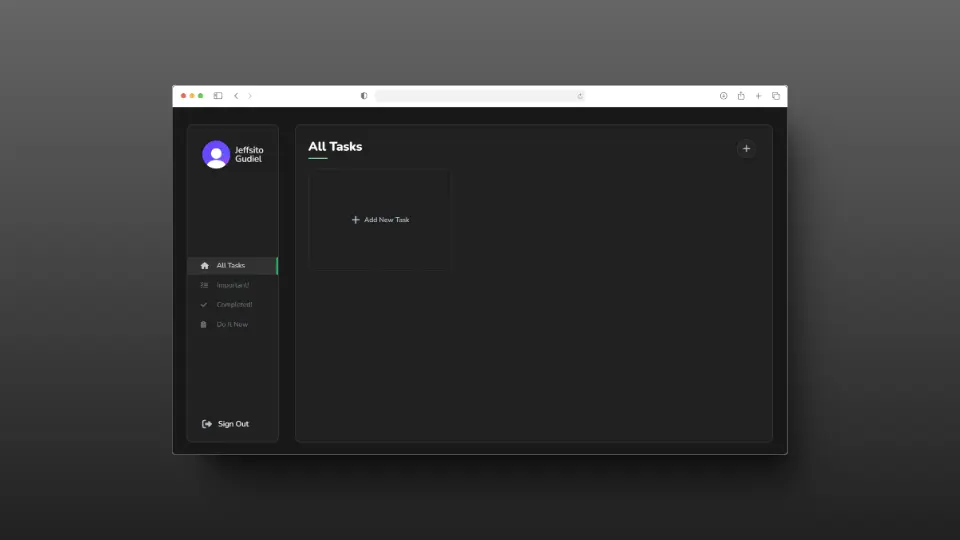 Jeffsito
Gudiel
All Tasks
Important!
Completed!
Do It Now
Sign Out
All Tasks
Add New Task